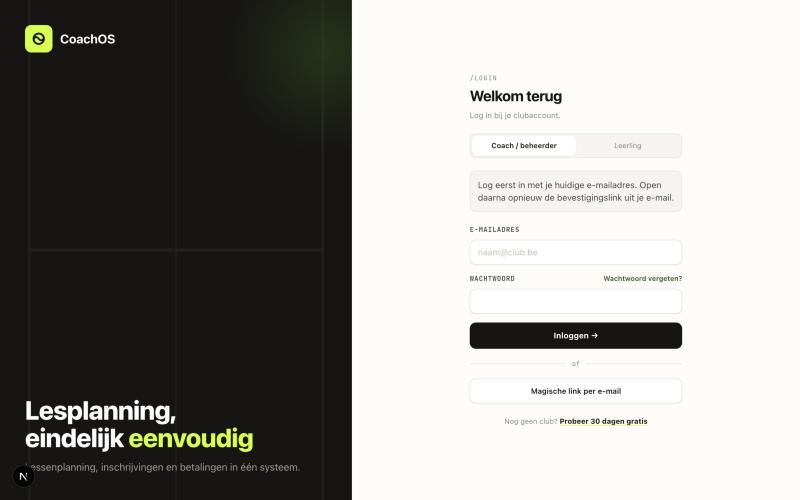 CoachOS
Lesplanning,
eindelijk eenvoudig
Lessenplanning, inschrijvingen en betalingen in één systeem.
N
/LOGIN
Welkom terug
Log in bij je clubaccount.
Coach / beheerder
Leerling
Log eerst in met je huidige e-mailadres. Open
daarna opnieuw de bevestigingslink uit je e-mail.
E-MAILADRES
naam@club.be
WACHTWOORD
Wachtwoord vergeten?
Inloggen →
of
Magische link per e-mail
Nog geen club? Probeer 30 dagen gratis